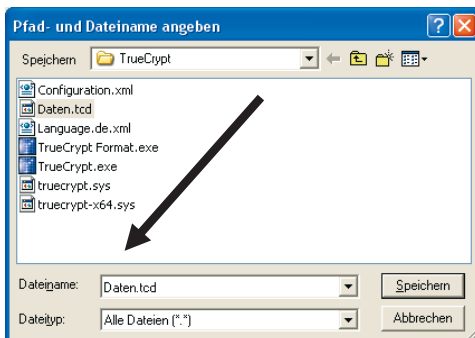 Pfad- und Dateiname angeben
Speichern TrueCrypt
Configuration.xml
Daten.tcd
Language.de.xml
TrueCrypt Format.exe
TrueCrypt.exe
truecrypt.sys
truecrypt-x64.sys
Dateiname: Daten.tcd Speichern
Dateityp: Alle Dateien (*.*) Abbrechen